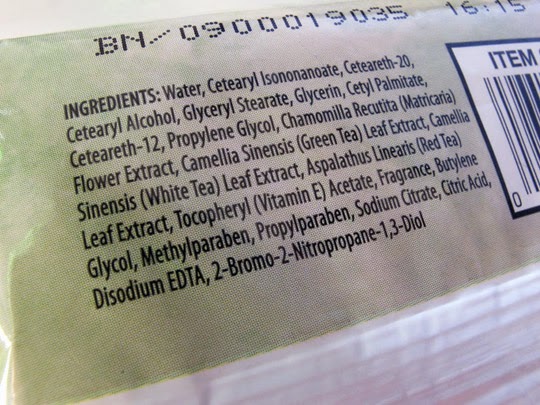 BN/0900019035 16:15
ITEM
INGREDIENTS: Water, Cetearyl Isononanoate, Ceteareth-20,
Cetearyl Alcohol, Glyceryl Stearate, Glycerin, Cetyl Palmitate,
Ceteareth-12, Propylene Glycol, Chamomilla Recutita (Matricaria)
Flower Extract, Camellia Sinensis (Green Tea) Leaf Extract, Camellia
Sinensis (White Tea) Leaf Extract, Aspalathus Linearis (Red Tea)
Leaf Extract, Tocopheryl (Vitamin E) Acetate, Fragrance, Butylene
Glycol, Methylparaben, Propylparaben, Sodium Citrate, Citric Acid,
Disodium EDTA, 2-Bromo-2-Nitropropane-1,3-Diol
0